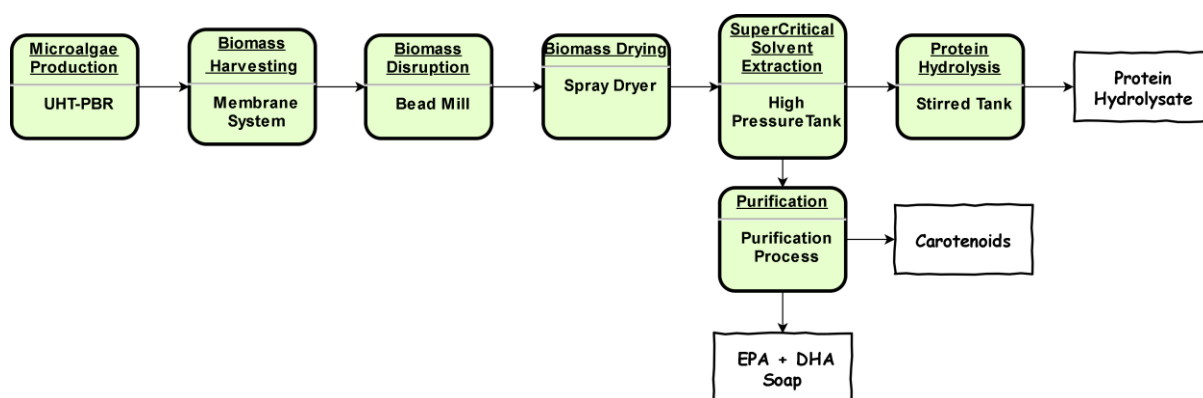 Microalgae
Production
UHT-PBR
Biomass
Harvesting
Membrane
System
Biomass
Disruption
Bead Mill
Biomass Drying
Spray Dryer
SuperCritical
Solvent
Extraction
High
Pressure Tank
Protein
Hydrolysis
Stirred Tank
Protein
Hydrolysate
Purification
Purification
Process
Carotenoids
EPA + DHA
Soap